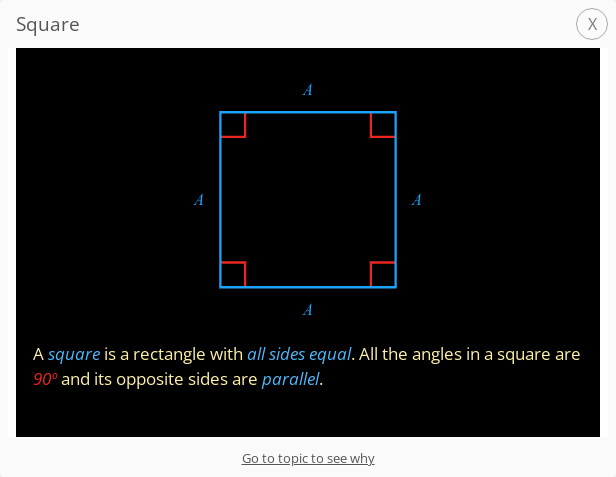 Square
X
A
A
A
A
A square is a rectangle with all sides equal. All the angles in a square are
90º and its opposite sides are parallel.
Go to topic to see why